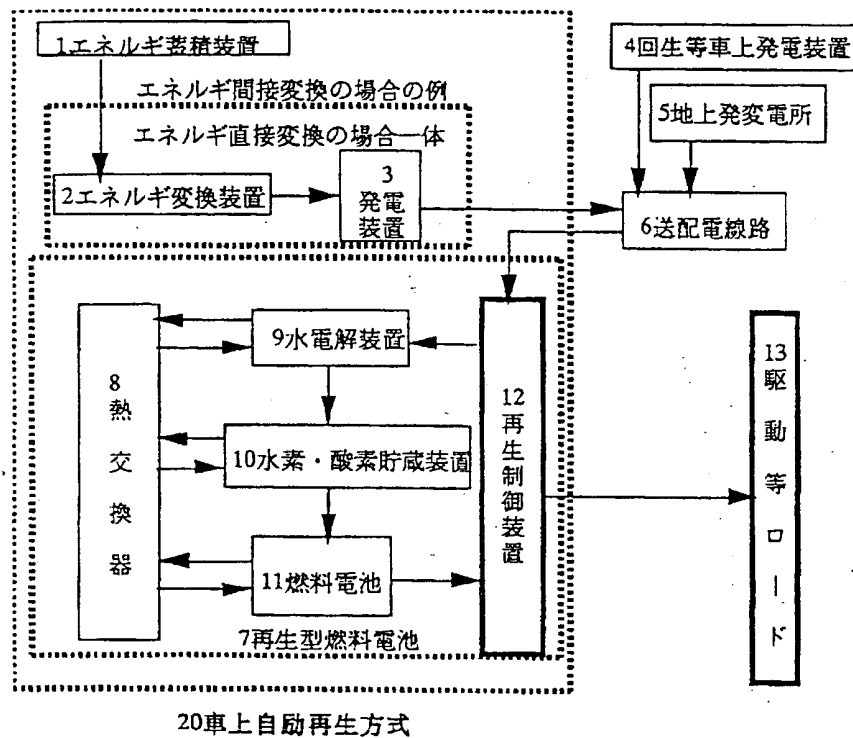 1エネルギ蓄積装置
エネルギ間接変換の場合の例
エネルギ直接変換の場合一体
2エネルギ変換装置
3
発電
装置
4回生等車上発電装置
5地上発変電所
6送配電線路
8
熱
交
換
器
9水電解装置
10水素・酸素貯蔵装置
11燃料電池
7再生型燃料電池
12
再
生
制
御
装
置
13
駆
動
等
ロ
ー
ド
20車上自励再生方式